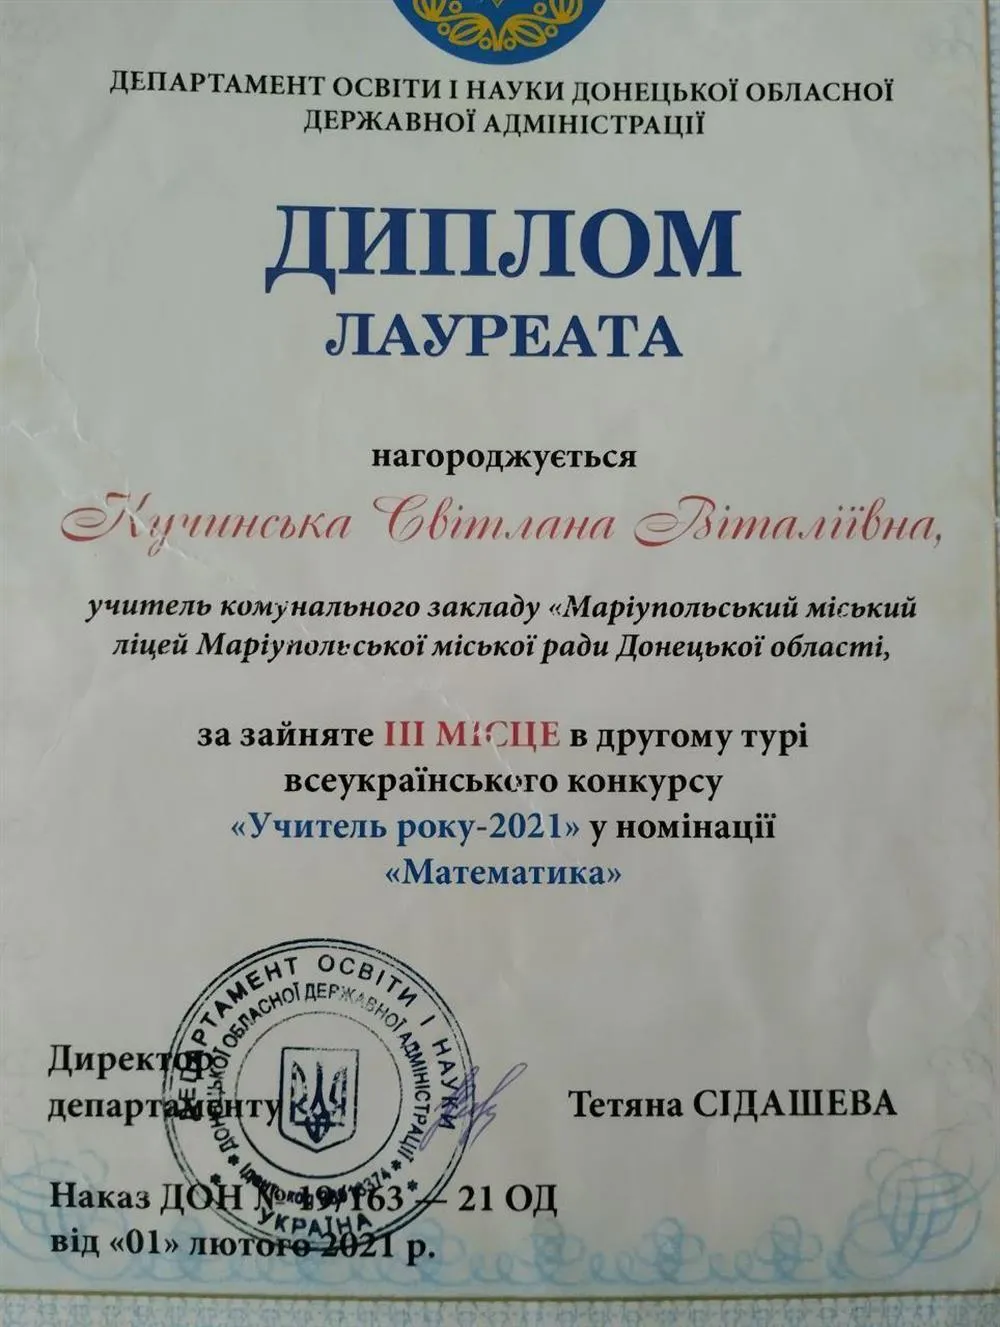 ДЕПАРТАМЕНТ ОСВІТИ І НАУКИ ДОНЕЦЬКОЇ ОБЛАСНОЇ
ДЕРЖАВНОЇ АДМІНІСТРАЦІЇ
ДИПЛОМ
ЛАУРЕАТА
нагороджується
Кучинська Світлана Віталіївна,
учитель комунального закладу «Маріупольський міський
ліцей Маріупольської міської ради Донецької області,
за зайняте ІІІ МІСЦЕ в другому турі
всеукраїнського конкурсу
«Учитель року-2021» у номінації
«Математика»
ДЕПАРТАМЕНТ ОСВІТИ І НАУКИ
ДОНЕЦЬКОЇ ОБЛАСНОЇ ДЕРЖАВНОЇ АДМІНІСТРАЦІЇ
УКРАЇНА
Директор
департаменту
Тетяна СІДАШЕВА
Наказ ДОН № 19/163 — 21 ОД
від «01» лютого 2021 р.